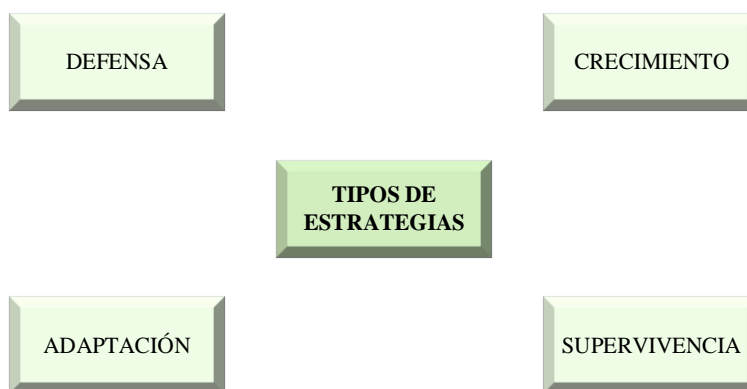 DEFENSA
CRECIMIENTO
TIPOS DE
ESTRATEGIAS
ADAPTACIÓN
SUPERVIVENCIA